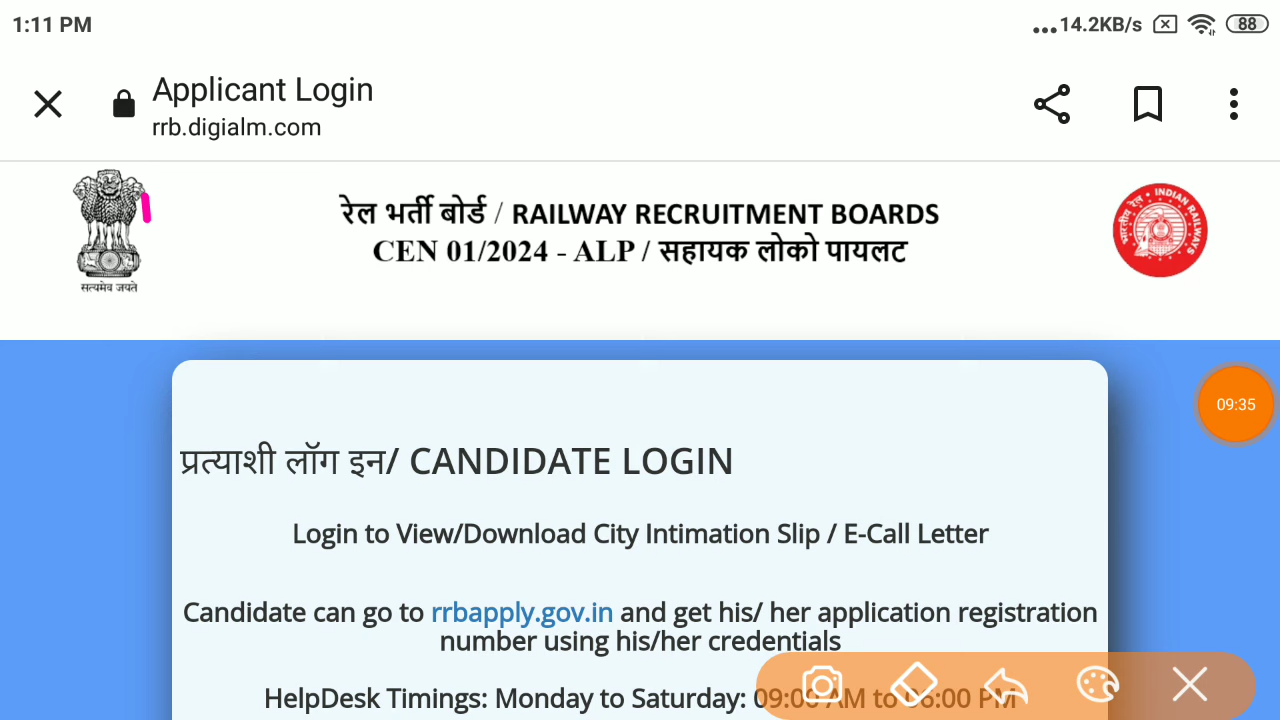 1:11 PM
...14.2KB/s
88
Applicant Login
rrb.digialm.com
रेल भर्ती बोर्ड / RAILWAY RECRUITMENT BOARDS
CEN 01/2024 - ALP / सहायक लोको पायलट
सत्यमेव जयते
भारतीय रेल INDIAN RAILWAYS
09:35
प्रत्याशी लॉग इन/ CANDIDATE LOGIN
Login to View/Download City Intimation Slip / E-Call Letter
Candidate can go to rrbapply.gov.in and get his/ her application registration
number using his/her credentials
HelpDesk Timings: Monday to Saturday: 09:00 AM to 06:00 PM